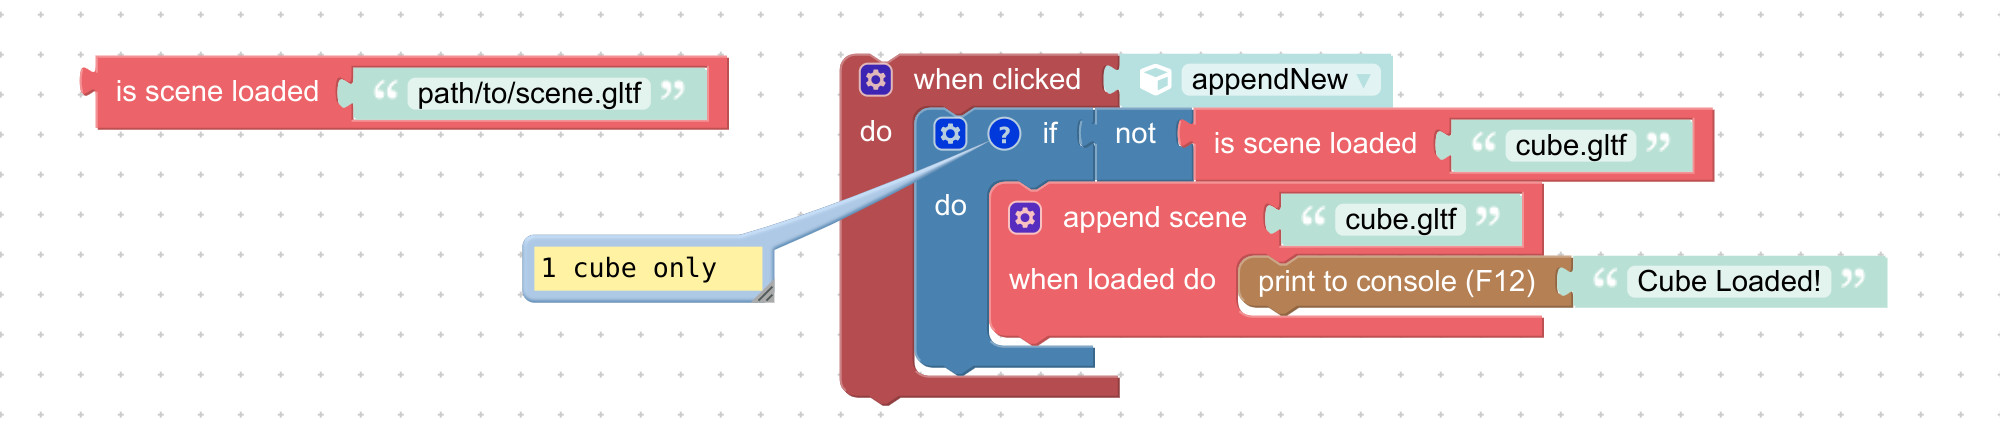 is scene loaded “ path/to/scene.gltf ”
when clicked appendNew ▾
do ? if not is scene loaded “ cube.gltf ”
do append scene “ cube.gltf ”
1 cube only
when loaded do print to console (F12) “ Cube Loaded! ”